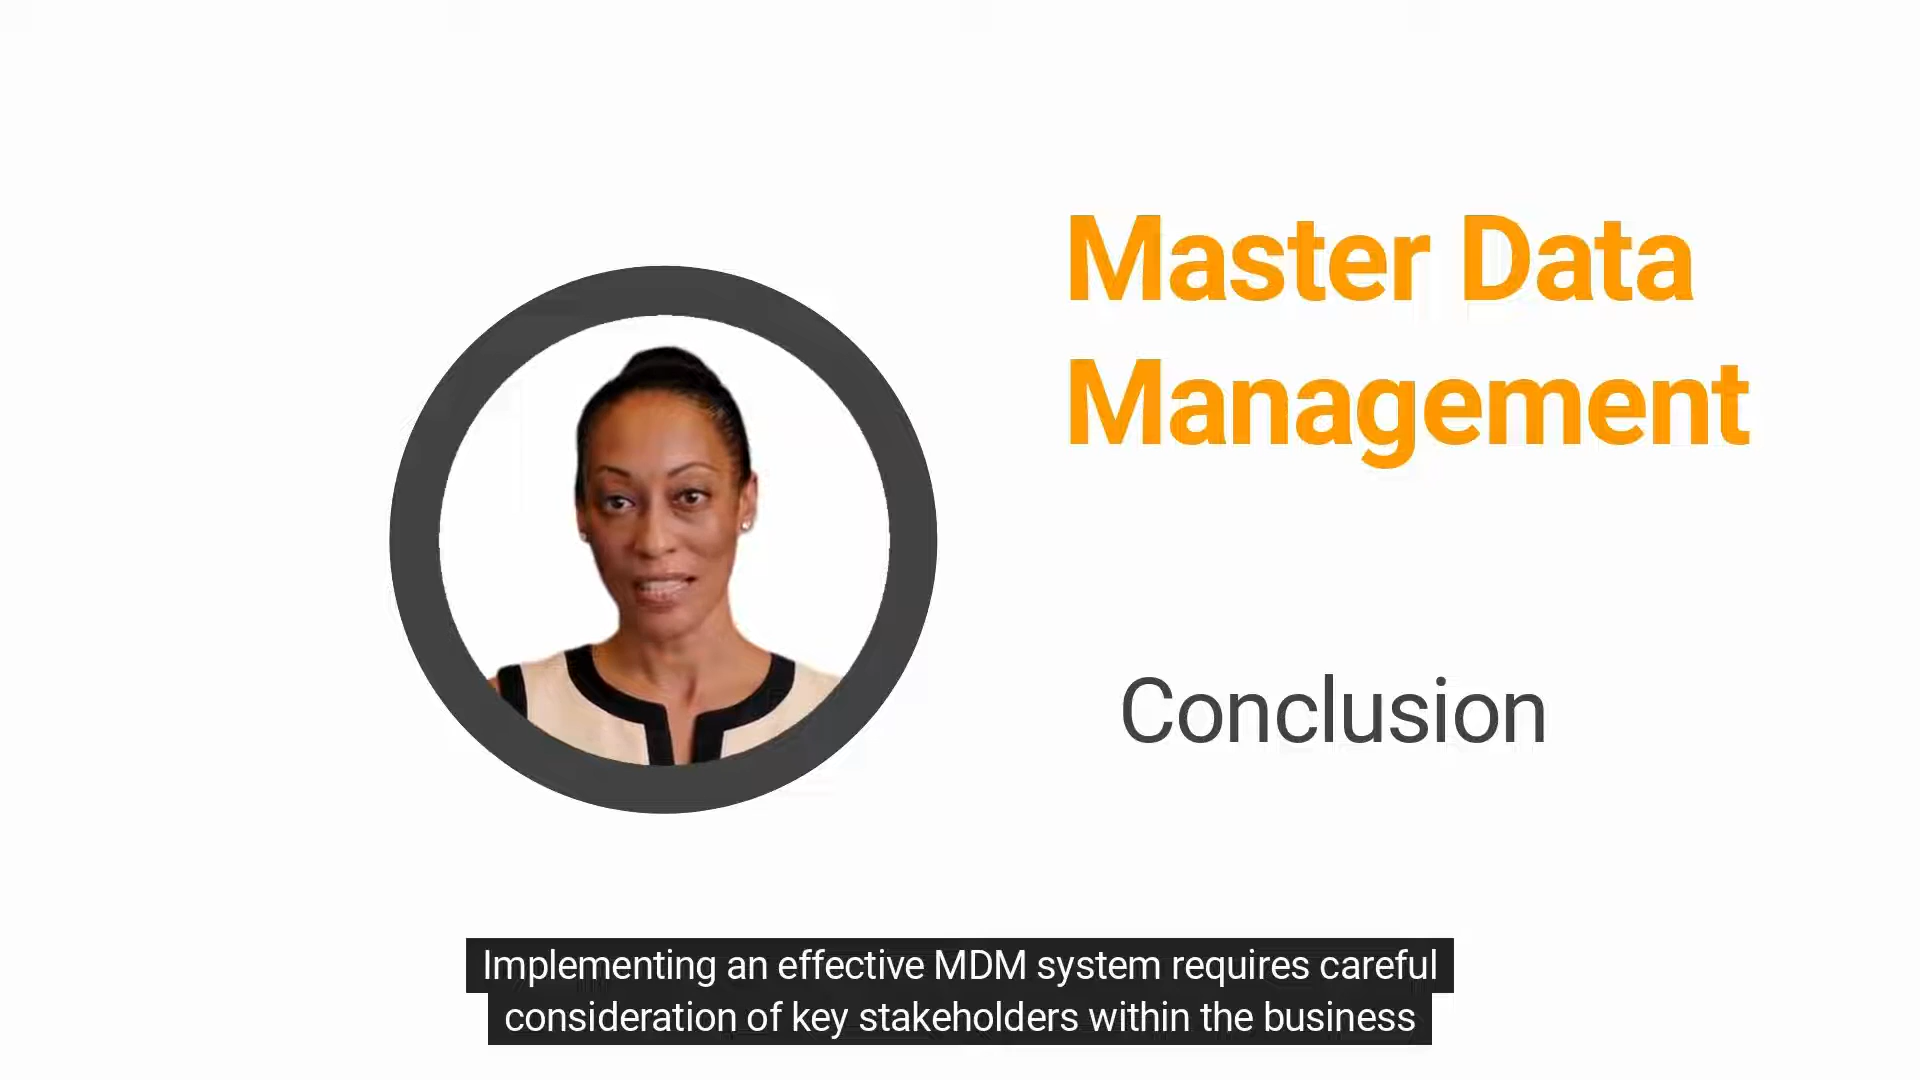 Master Data
Management
Conclusion
Implementing an effective MDM system requires careful
consideration of key stakeholders within the business